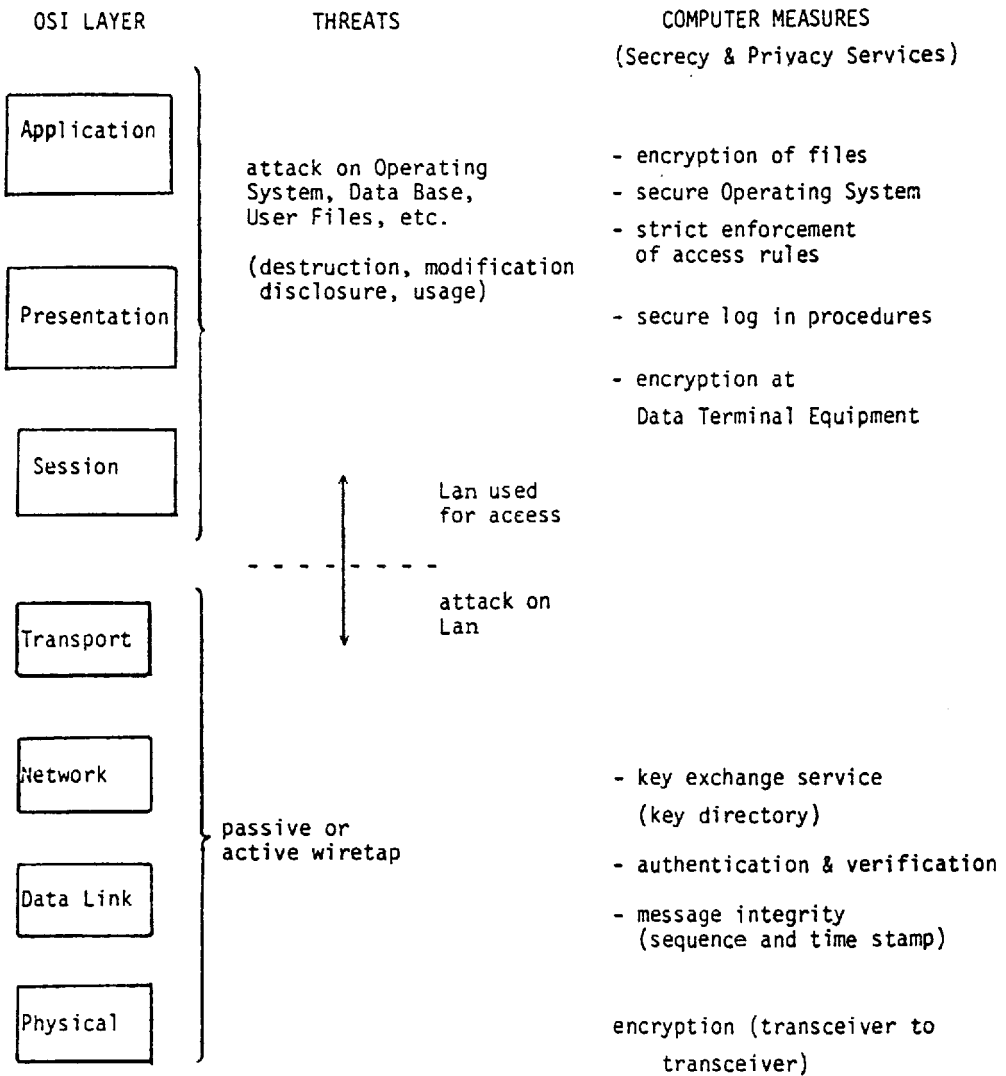 OSI LAYER
THREATS
COMPUTER MEASURES
(Secrecy & Privacy Services)
Application
Presentation
Session
attack on Operating
System, Data Base,
User Files, etc.
(destruction, modification
disclosure, usage)
- encryption of files
- secure Operating System
- strict enforcement
of access rules
- secure log in procedures
- encryption at
Data Terminal Equipment
Lan used
for access
attack on
Lan
Transport
Network
Data Link
Physical
passive or
active wiretap
- key exchange service
(key directory)
- authentication & verification
- message integrity
(sequence and time stamp)
encryption (transceiver to
transceiver)